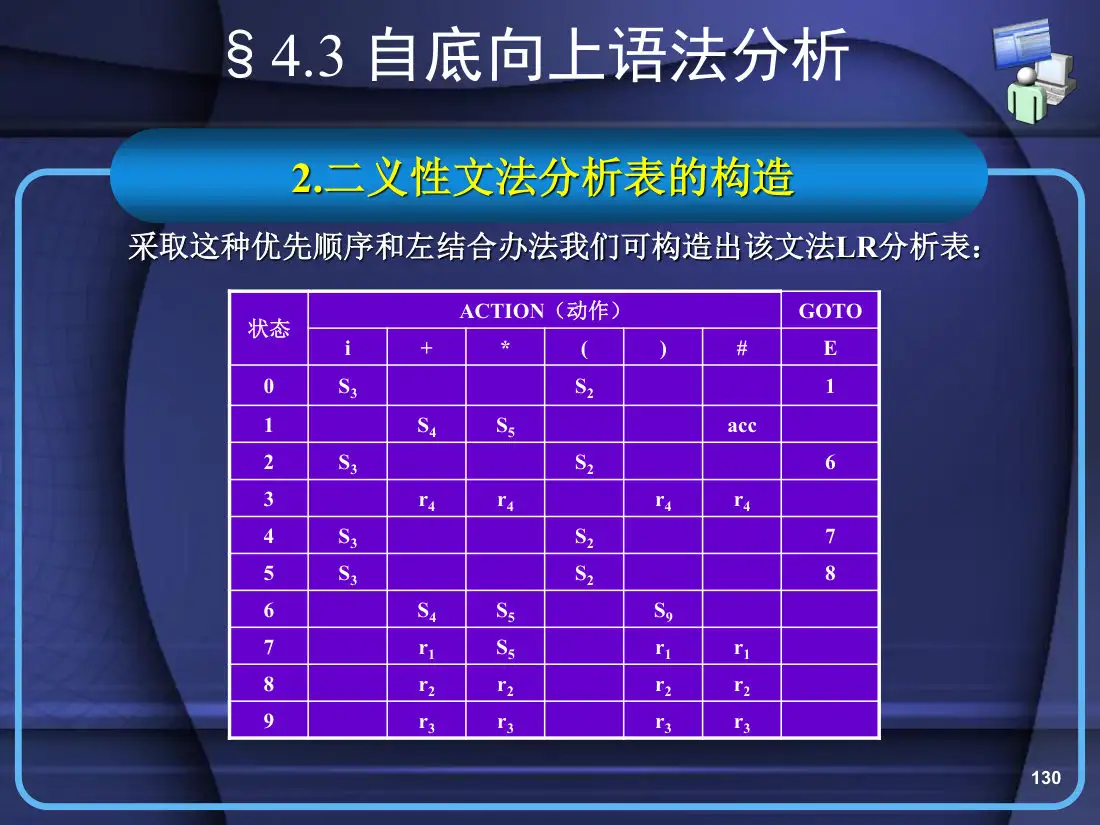 §4.3 自底向上语法分析
2.二义性文法分析表的构造
采取这种优先顺序和左结合办法我们可构造出该文法LR分析表：
状态 ACTION（动作） GOTO
i + * ( ) # E
0 S3 S2 1
1 S4 S5 acc
2 S3 S2 6
3 r4 r4 r4 r4
4 S3 S2 7
5 S3 S2 8
6 S4 S5 S9
7 r1 S5 r1 r1
8 r2 r2 r2 r2
9 r3 r3 r3 r3
130